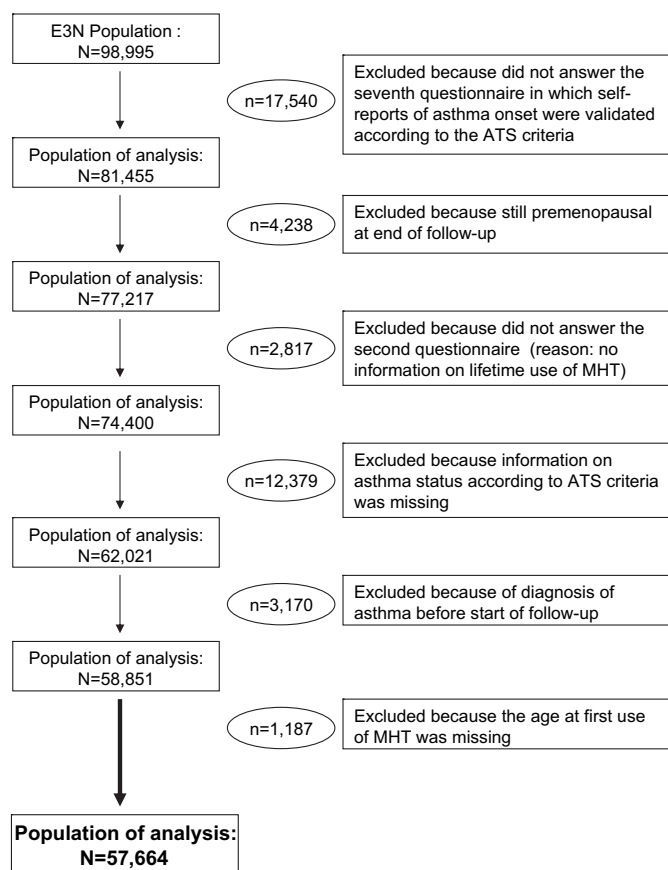 E3N Population :
N=98,995
n=17,540
Excluded because did not answer the
seventh questionnaire in which self-
reports of asthma onset were validated
according to the ATS criteria
Population of analysis:
N=81,455
n=4,238
Excluded because still premenopausal
at end of follow-up
Population of analysis:
N=77,217
n=2,817
Excluded because did not answer the
second questionnaire (reason: no
information on lifetime use of MHT)
Population of analysis:
N=74,400
n=12,379
Excluded because information on
asthma status according to ATS criteria
was missing
Population of analysis:
N=62,021
n=3,170
Excluded because of diagnosis of
asthma before start of follow-up
Population of analysis:
N=58,851
n=1,187
Excluded because the age at first use
of MHT was missing
Population of analysis:
N=57,664